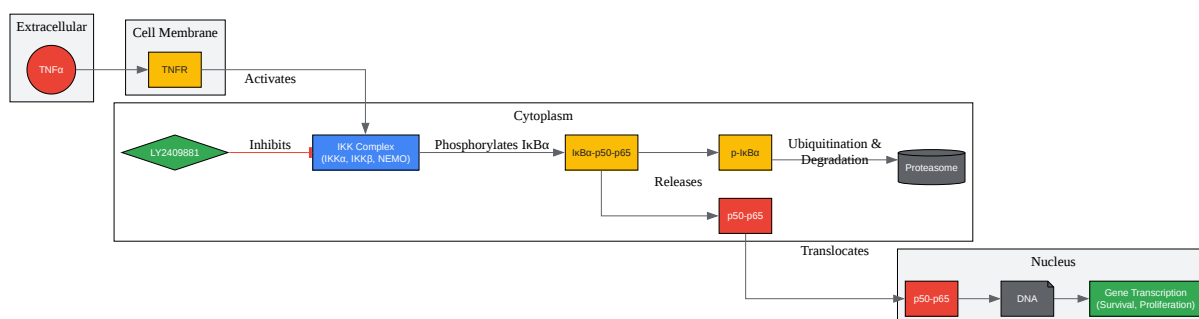 Extracellular
TNFα
Cell Membrane
TNFR
Activates
Cytoplasm
LY2409881
Inhibits
IKK Complex
(IKKα, IKKβ, NEMO)
Phosphorylates IκBα
IκBα-p50-p65
p-IκBα
Ubiquitination &
Degradation
Proteasome
Releases
p50-p65
Translocates
Nucleus
p50-p65
DNA
Gene Transcription
(Survival, Proliferation)